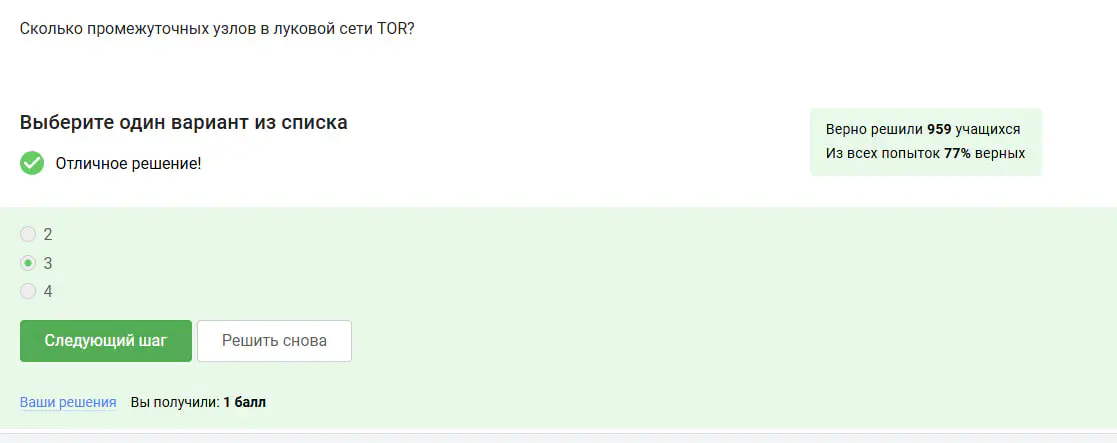 Сколько промежуточных узлов в луковой сети TOR?
Выберите один вариант из списка
Отличное решение!
Верно решили 959 учащихся
Из всех попыток 77% верных
2
3
4
Следующий шаг
Решить снова
Ваши решения
Вы получили: 1 балл